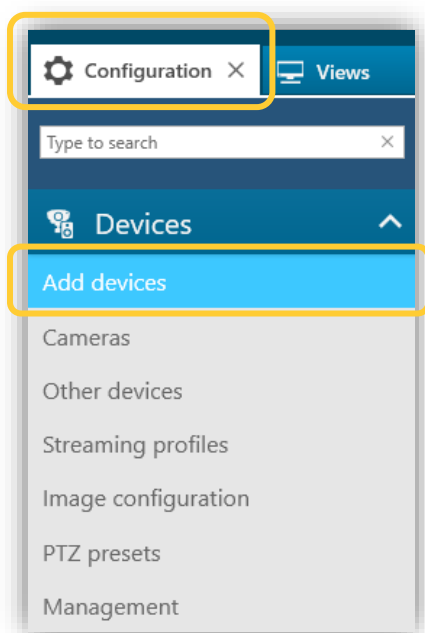 Configuration
Views
Type to search
Devices
Add devices
Cameras
Other devices
Streaming profiles
Image configuration
PTZ presets
Management